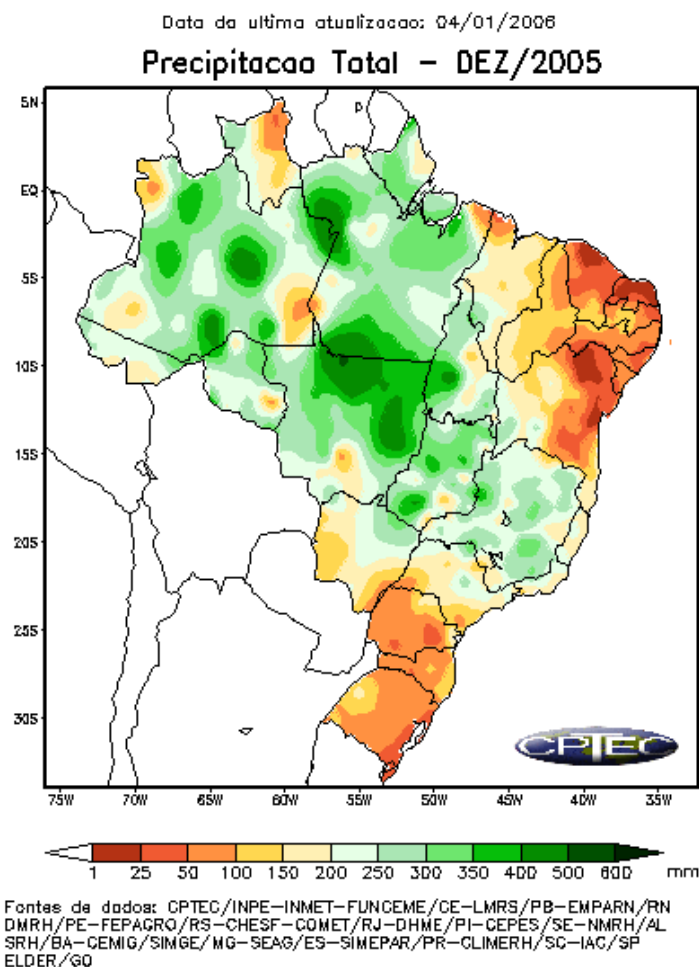 Data da ultima atualizacao: 04/01/2006
Precipitacao Total - DEZ/2005
5N
EQ
5S
10S
15S
20S
25S
30S
75W 70W 65W 60W 55W 50W 45W 40W 35W
CPTEC
1 25 50 100 150 200 250 300 350 400 500 600 mm
Fontes de dados: CPTEC/INPE-INMET-FUNCEME/CE-LMRS/PB-EMPARN/RN
DMRH/PE-FEPAGRO/RS-CHESF-COMET/RJ-DHME/PI-CEPES/SE-NMRH/AL
SRH/BA-CEMIG/SIMGE/MG-SEAG/ES-SIMEPAR/PR-CLIMERH/SC-IAC/SP
ELDER/GO